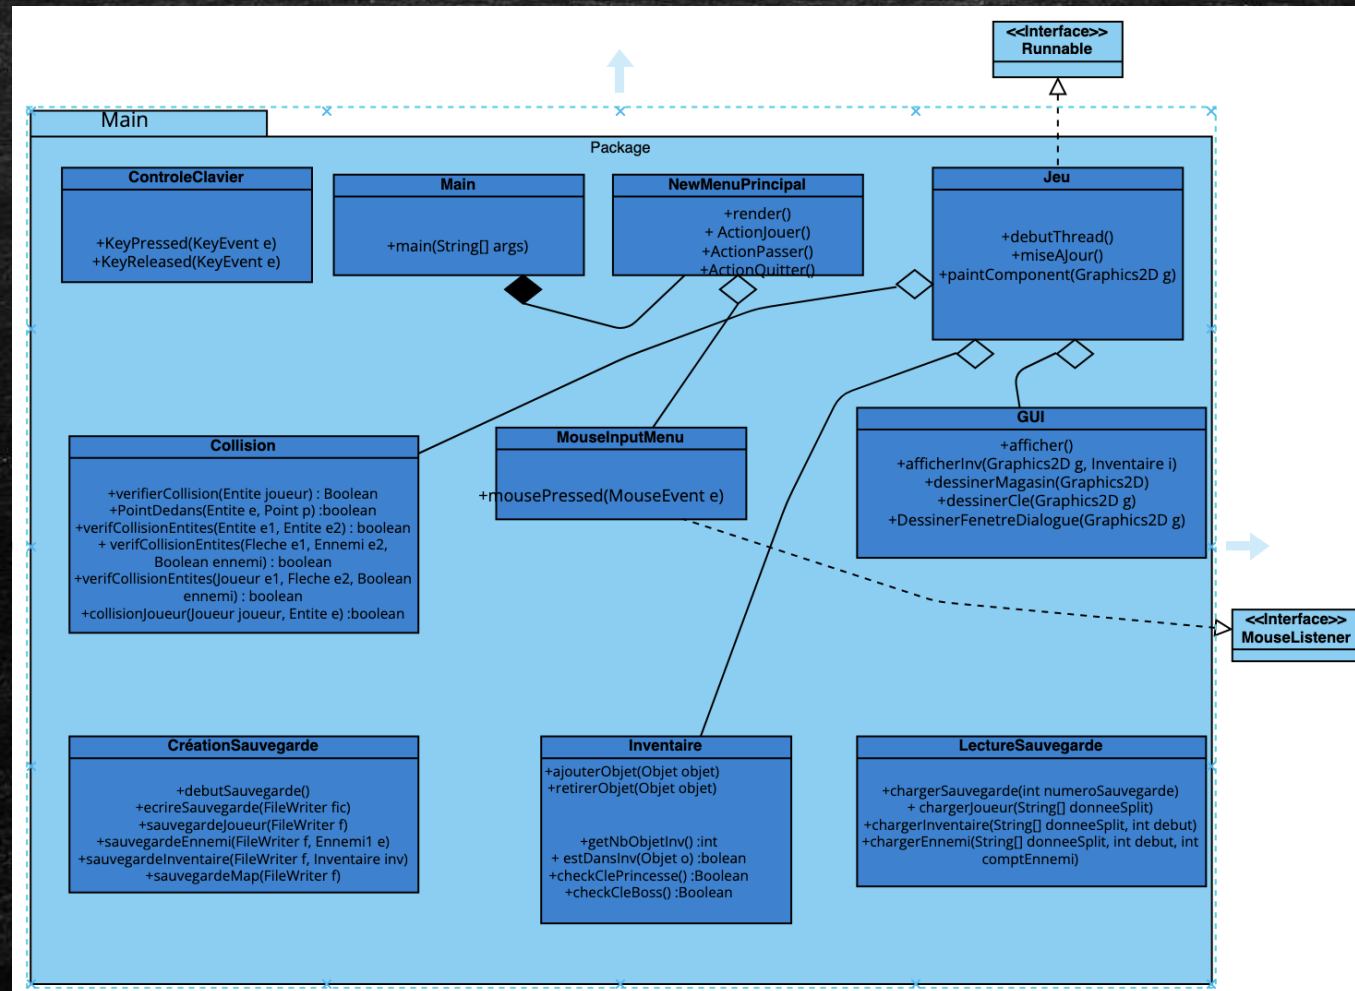 <<Interface>>
Runnable
Main
Package
ControleClavier
+KeyPressed(KeyEvent e)
+KeyReleased(KeyEvent e)
Main
+main(String[] args)
NewMenuPrincipal
+render()
+ ActionJouer()
+ActionPasser()
+ActionQuitter()
Jeu
+debutThread()
+miseAJour()
+paintComponent(Graphics2D g)
Collision
+verifierCollision(Entite joueur) : Boolean
+PointDedans(Entite e, Point p) :boolean
+verifCollisionEntites(Entite e1, Entite e2) : boolean
+ verifCollisionEntites(Fleche e1, Ennemi e2,
Boolean ennemi) : boolean
+verifCollisionEntites(Joueur e1, Fleche e2, Boolean
ennemi) : boolean
+collisionJoueur(Joueur joueur, Entite e) :boolean
MouseInputMenu
+mousePressed(MouseEvent e)
GUI
+afficher()
+afficherInv(Graphics2D g, Inventaire i)
+dessinerMagasin(Graphics2D)
+dessinerCle(Graphics2D g)
+DessinerFenetreDialogue(Graphics2D g)
<<Interface>>
MouseListener
CréationSauvegarde
+debutSauvegarde()
+ecrireSauvegarde(FileWriter fic)
+sauvegardeJoueur(FileWriter f)
+sauvegardeEnnemi(FileWriter f, Ennemi1 e)
+sauvegardeInventaire(FileWriter f, Inventaire inv)
+sauvegardeMap(FileWriter f)
Inventaire
+ajouterObjet(Objet objet)
+retirerObjet(Objet objet)
+getNbObjetInv() :int
+ estDansInv(Objet o) :bolean
+checkClePrincesse() :Boolean
+checkCleBoss() :Boolean
LectureSauvegarde
+chargerSauvegarde(int numeroSauvegarde)
+ chargerJoueur(String[] donneeSplit)
+chargerInventaire(String[] donneeSplit, int debut)
+chargerEnnemi(String[] donneeSplit, int debut, int
comptEnnemi)